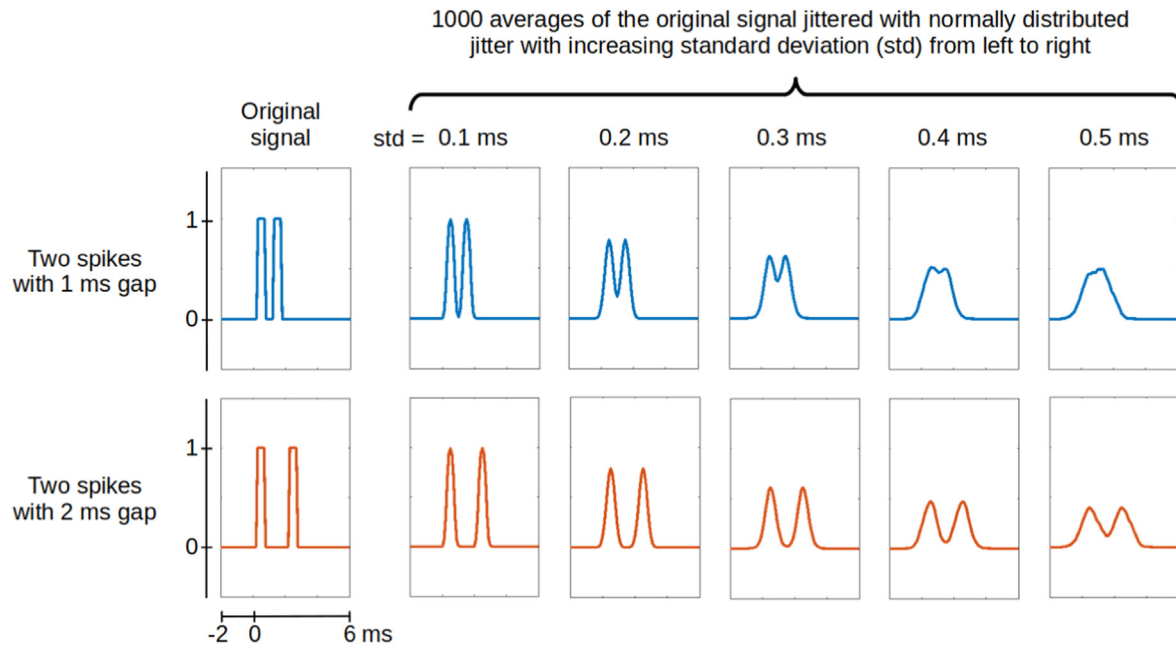 1000 averages of the original signal jittered with normally distributed
jitter with increasing standard deviation (std) from left to right
Original
signal
std = 0.1 ms 0.2 ms 0.3 ms 0.4 ms 0.5 ms
Two spikes
with 1 ms gap
1
0
Two spikes
with 2 ms gap
1
0
-2 0 6 ms